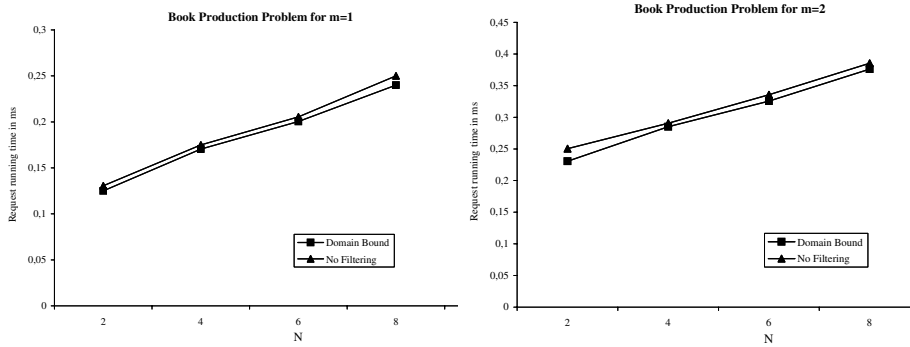 Book Production Problem for m=1
0,3
0,25
0,2
0,15
0,1
0,05
0
Request running time in ms
2 4 6 8
N
Domain Bound
No Filtering
Book Production Problem for m=2
0,45
0,4
0,35
0,3
0,25
0,2
0,15
0,1
0,05
0
Request running time in ms
2 4 6 8
N
Domain Bound
No Filtering